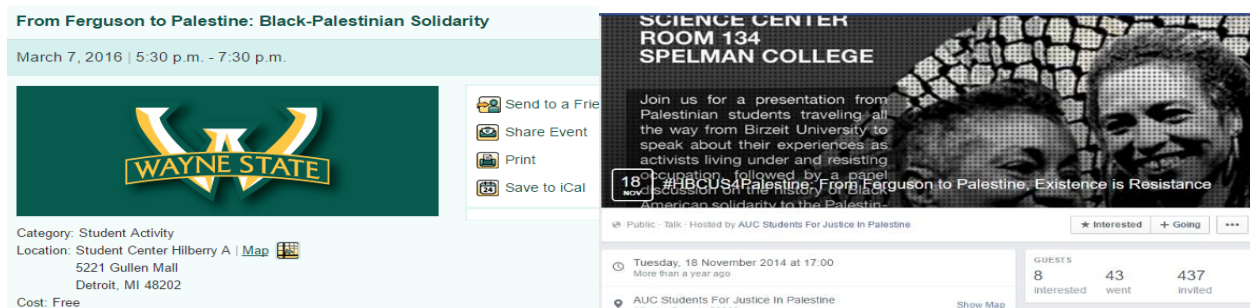 From Ferguson to Palestine: Black-Palestinian Solidarity
March 7, 2016 | 5:30 p.m. - 7:30 p.m.
WAYNE STATE
Send to a Frie
Share Event
Print
Save to iCal
24
Category: Student Activity
Location: Student Center Hilberry A | Map
5221 Gullen Mall
Detroit, MI 48202
Cost: Free
SCIENCE CENTER
ROOM 134
SPELMAN COLLEGE
Join us for a presentation from
Palestinian students traveling all
the way from Birzeit University to
speak about their experiences as
activists living under and resisting
occupation, followed by a panel
discussion on the history of Black
American solidarity to the Palestin-
18
NOV
#HBCUS4Palestine: From Ferguson to Palestine, Existence is Resistance
Public · Talk · Hosted by AUC Students For Justice In Palestine
Interested
Going
Tuesday, 18 November 2014 at 17:00
More than a year ago
AUC Students For Justice In Palestine
Show Map
GUESTS
8 43 437
interested went invited